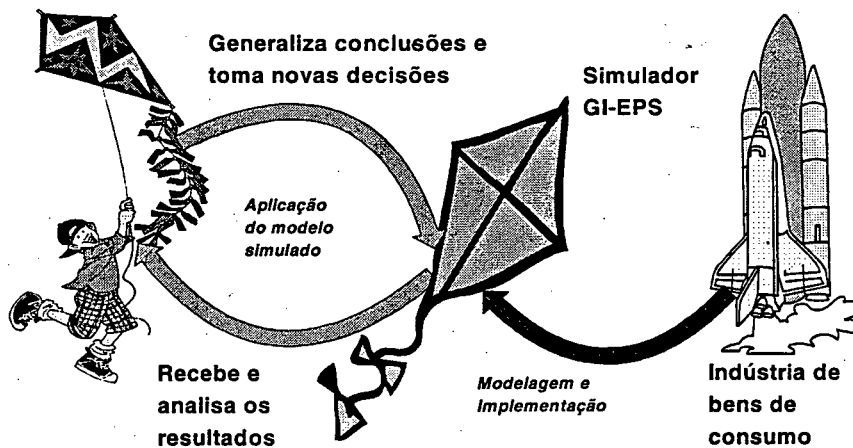 Generaliza conclusões e
toma novas decisões
Simulador
GI-EPS
Aplicação
do modelo
simulado
Recebe e
analisa os
resultados
Modelagem e
Implementação
Indústria de
bens de
consumo